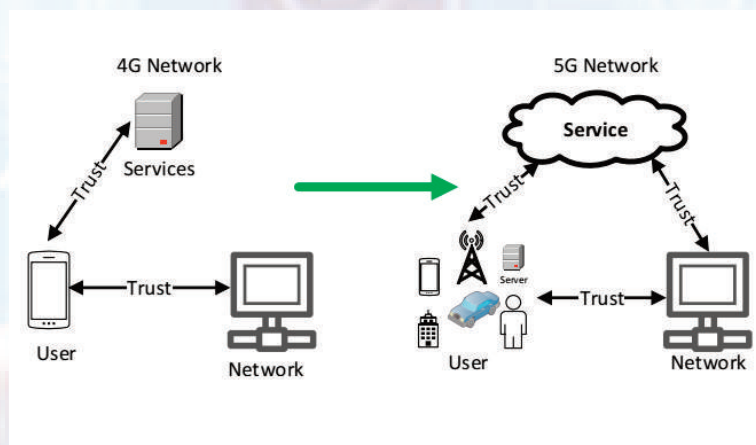 4G Network
Services
Trust
Trust
User
Network
5G Network
Service
Trust
Trust
Server
Trust
User
Network